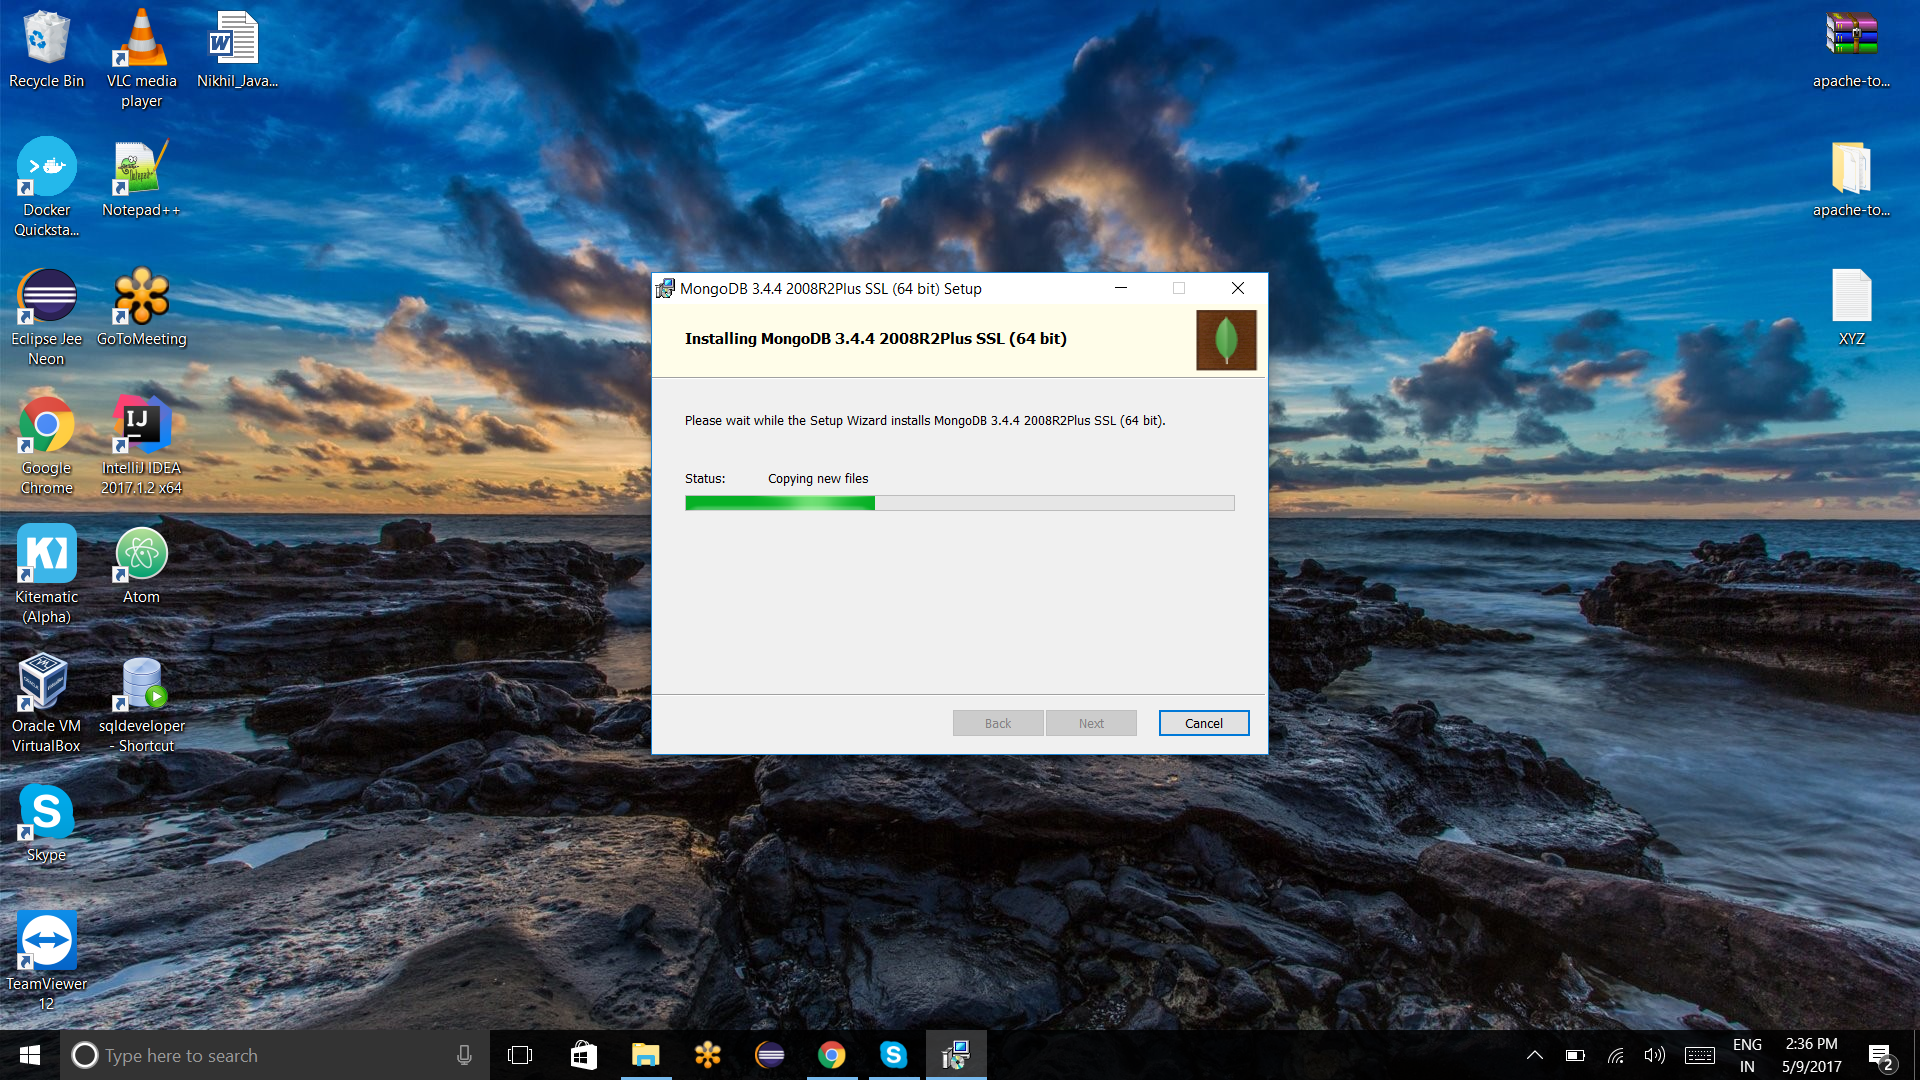 Recycle Bin
VLC media
player
Nikhil_Java...
Docker
Quicksta...
Notepad++
Eclipse Jee
Neon
GoToMeeting
Google
Chrome
IntelliJ IDEA
2017.1.2 x64
Kitematic
(Alpha)
Atom
Oracle VM
VirtualBox
sqldeveloper
- Shortcut
Skype
TeamViewer
12
apache-to...
apache-to...
XYZ
MongoDB 3.4.4 2008R2Plus SSL (64 bit) Setup
Installing MongoDB 3.4.4 2008R2Plus SSL (64 bit)
Please wait while the Setup Wizard installs MongoDB 3.4.4 2008R2Plus SSL (64 bit).
Status: Copying new files
Back Next Cancel
Type here to search
ENG
IN
2:36 PM
5/9/2017
2